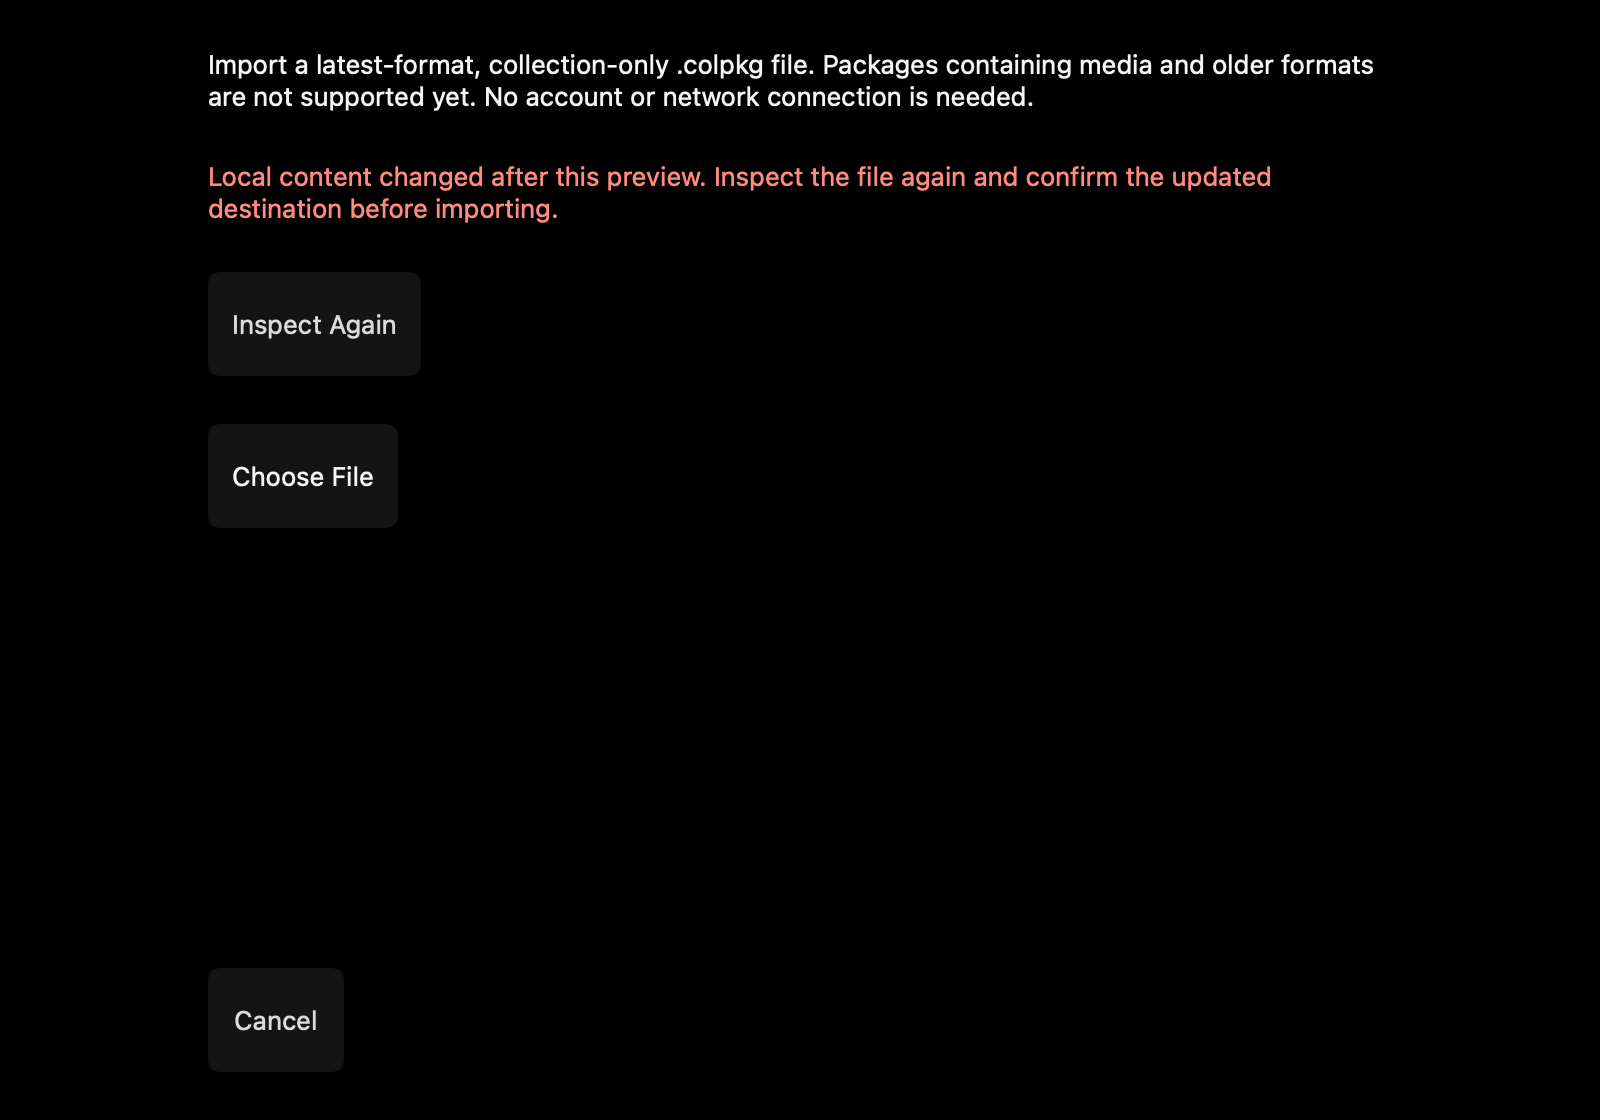 Import a latest-format, collection-only .colpkg file. Packages containing media and older formats
are not supported yet. No account or network connection is needed.
Local content changed after this preview. Inspect the file again and confirm the updated
destination before importing.
Inspect Again
Choose File
Cancel